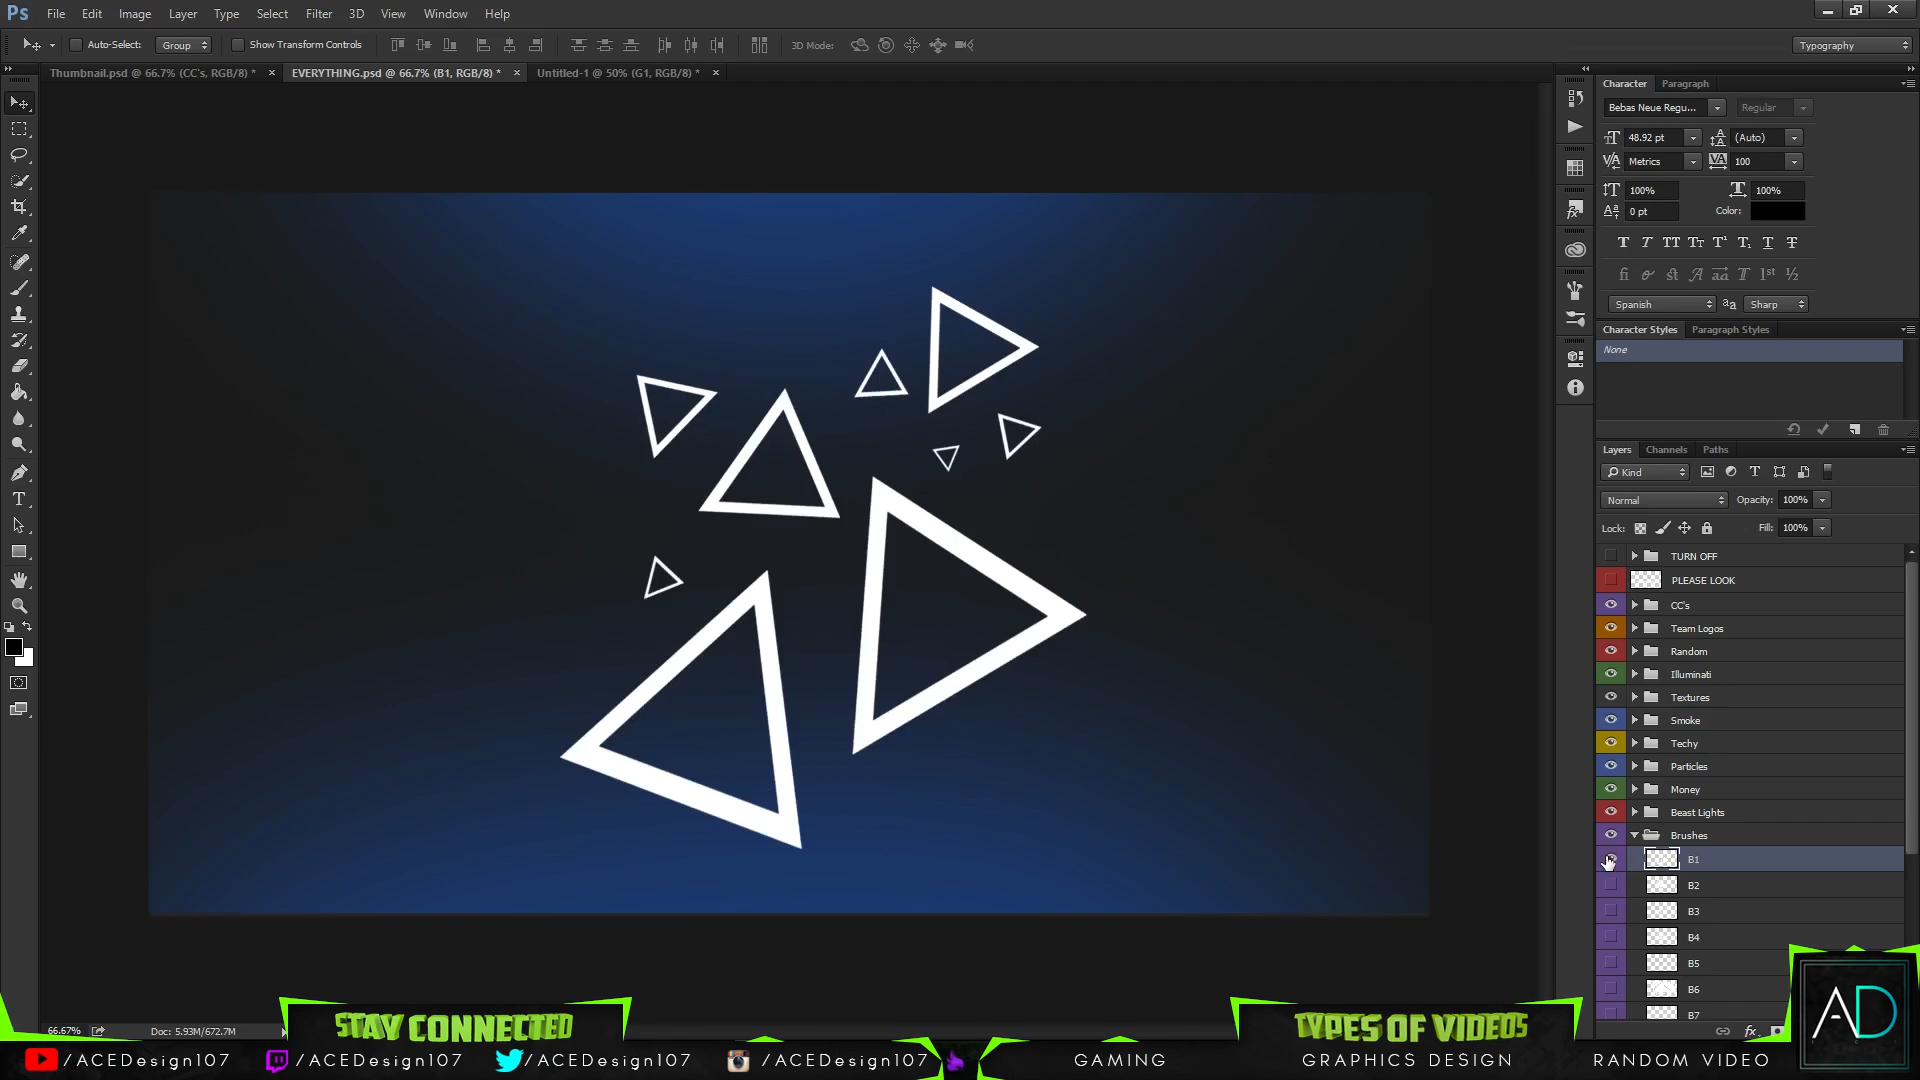 Ps File Edit Image Layer Type Select Filter 3D View Window Help
Auto-Select: Group Show Transform Controls 3D Mode: Typography
Thumbnail.psd @ 66.7% (CC's, RGB/8) * EVERYTHING.psd @ 66.7% (B1, RGB/8) * Untitled-1 @ 50% (G1, RGB/8) *
Character Paragraph
Bebas Neue Regu... Regular
48.92 pt (Auto)
Metrics 100
100% 100%
0 pt Color:
Spanish aa Sharp
Character Styles Paragraph Styles
None
Layers Channels Paths
Kind
Normal Opacity: 100%
Lock: Fill: 100%
TURN OFF
PLEASE LOOK
CC's
Team Logos
Random
Illuminati
Textures
Smoke
Techy
Particles
Money
Beast Lights
Brushes
B1
B2
B3
B4
B5
B6
B7
66.67% Doc: 5.93M/672.7M
STAY CONNECTED
TYPES OF VIDEOS
/ACEDesign107 /ACEDesign107 /ACEDesign107 /ACEDesign107
GAMING GRAPHICS DESIGN RANDOM VIDEO
AD